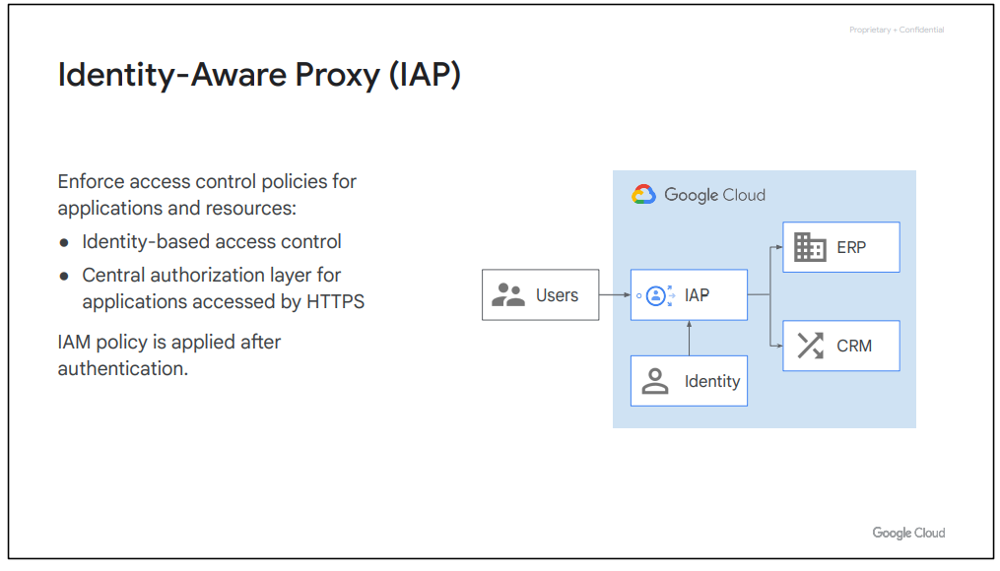 Proprietary + Confidential
Identity-Aware Proxy (IAP)
Enforce access control policies for
applications and resources:
● Identity-based access control
● Central authorization layer for
applications accessed by HTTPS
IAM policy is applied after
authentication.
Google Cloud
Users
IAP
Identity
ERP
CRM
Google Cloud